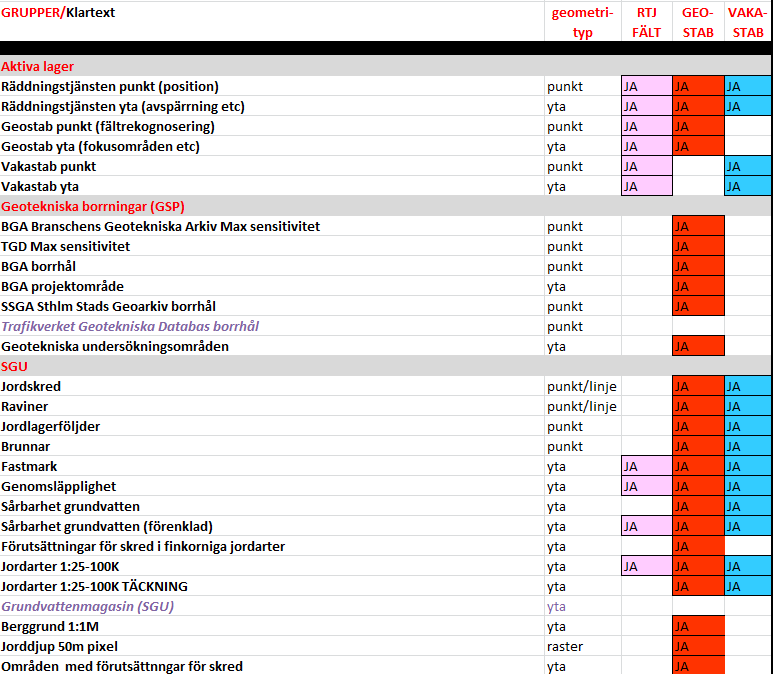 GRUPPER/Klartext geometri-typ RTJ FÄLT GEO-STAB VAKA-STAB
Aktiva lager
Räddningstjänsten punkt (position) punkt JA JA JA
Räddningstjänsten yta (avspärrning etc) yta JA JA JA
Geostab punkt (fältrekognosering) punkt JA JA
Geostab yta (fokusområden etc) yta JA JA
Vakastab punkt punkt JA JA
Vakastab yta yta JA JA
Geotekniska borrningar (GSP)
BGA Branschens Geotekniska Arkiv Max sensitivitet punkt JA
TGD Max sensitivitet punkt JA
BGA borrhål punkt JA
BGA projektområde yta JA
SSGA Sthlm Stads Geoarkiv borrhål punkt JA
Trafikverket Geotekniska Databas borrhål punkt
Geotekniska undersökningsområden yta JA
SGU
Jordskred punkt/linje JA JA
Raviner punkt/linje JA JA
Jordlagerföljder punkt JA JA
Brunnar punkt JA JA
Fastmark yta JA JA JA
Genomsläpplighet yta JA JA JA
Sårbarhet grundvatten yta JA JA
Sårbarhet grundvatten (förenklad) yta JA JA JA
Förutsättningar för skred i finkorniga jordarter yta JA
Jordarter 1:25-100K yta JA JA JA
Jordarter 1:25-100K TÄCKNING yta JA JA
Grundvattenmagasin (SGU) yta
Berggrund 1:1M yta JA
Jorddjup 50m pixel raster JA
Områden med förutsättnngar för skred yta JA